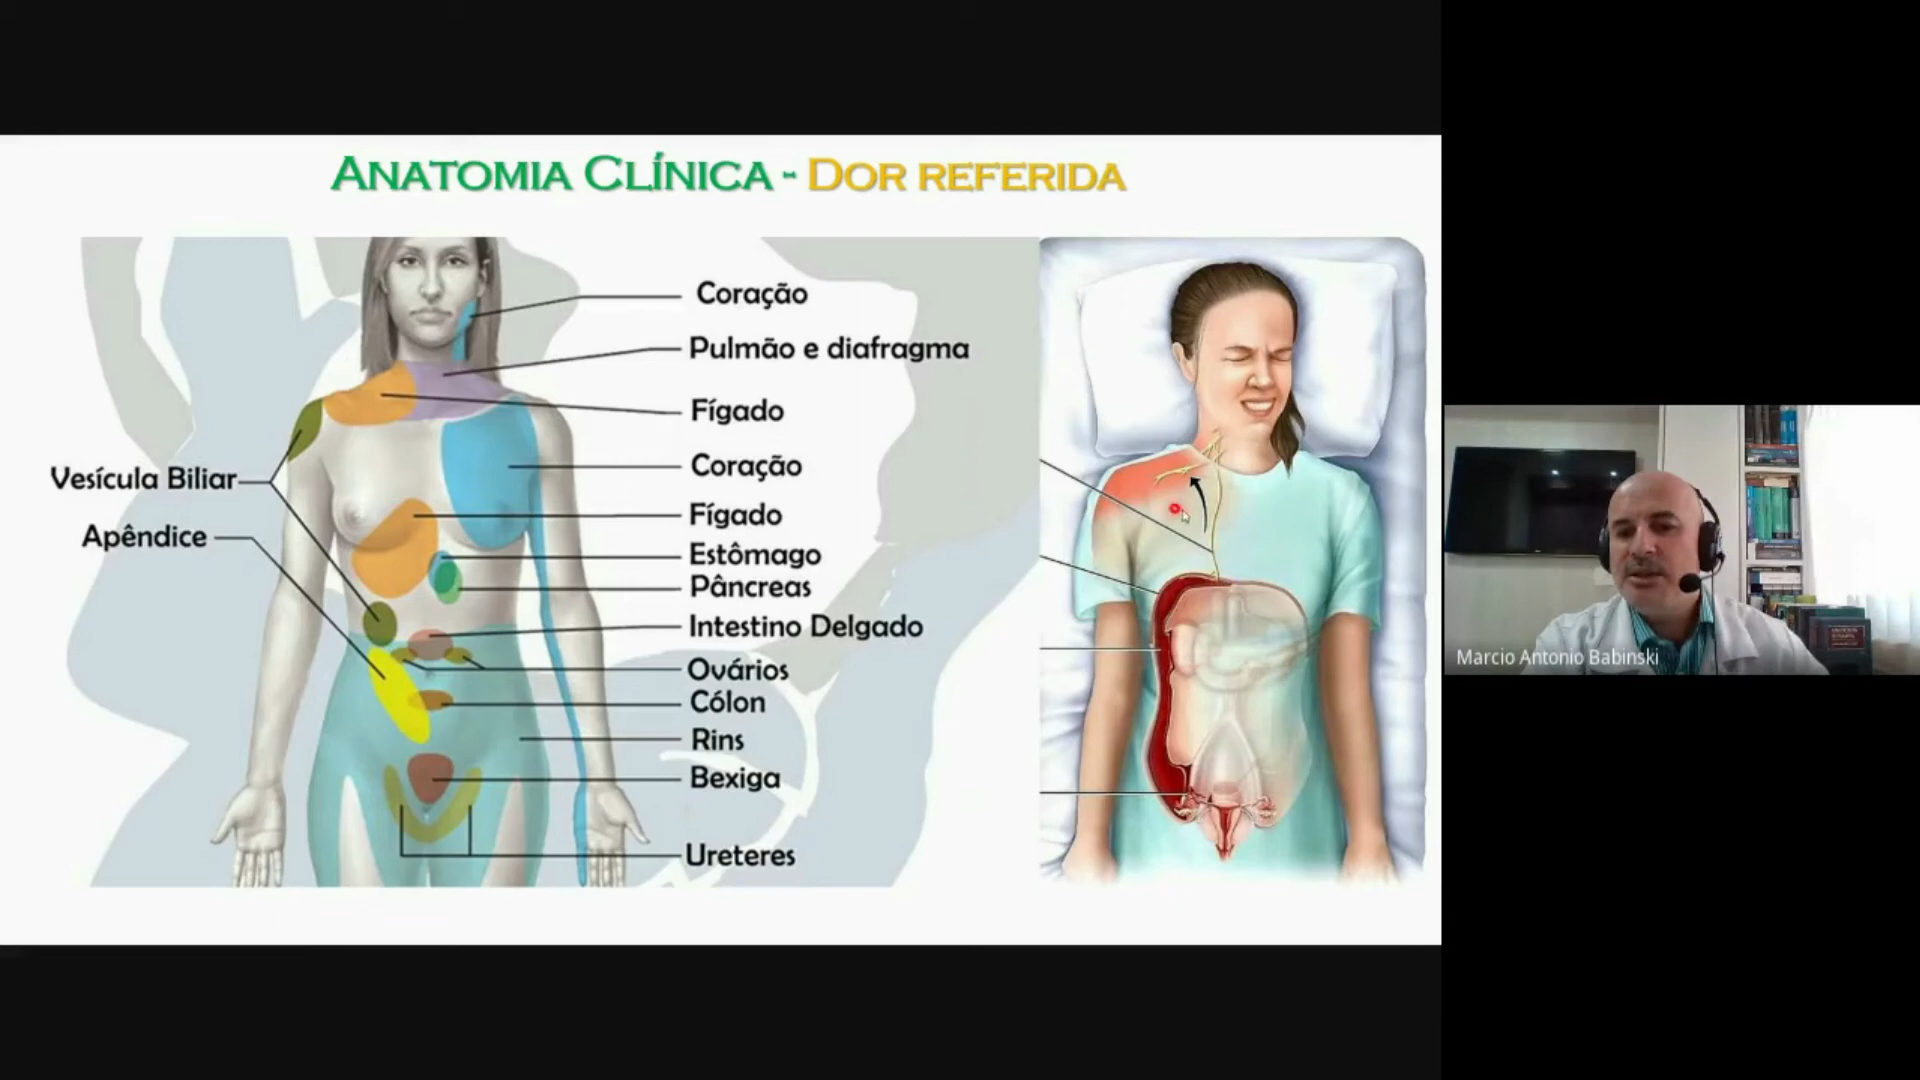 ANATOMIA CLÍNICA - DOR REFERIDA
Coração
Pulmão e diafragma
Fígado
Coração
Vesícula Biliar
Fígado
Apêndice
Estômago
Pâncreas
Intestino Delgado
Ovários
Cólon
Rins
Bexiga
Ureteres
Marcio Antonio Babinski